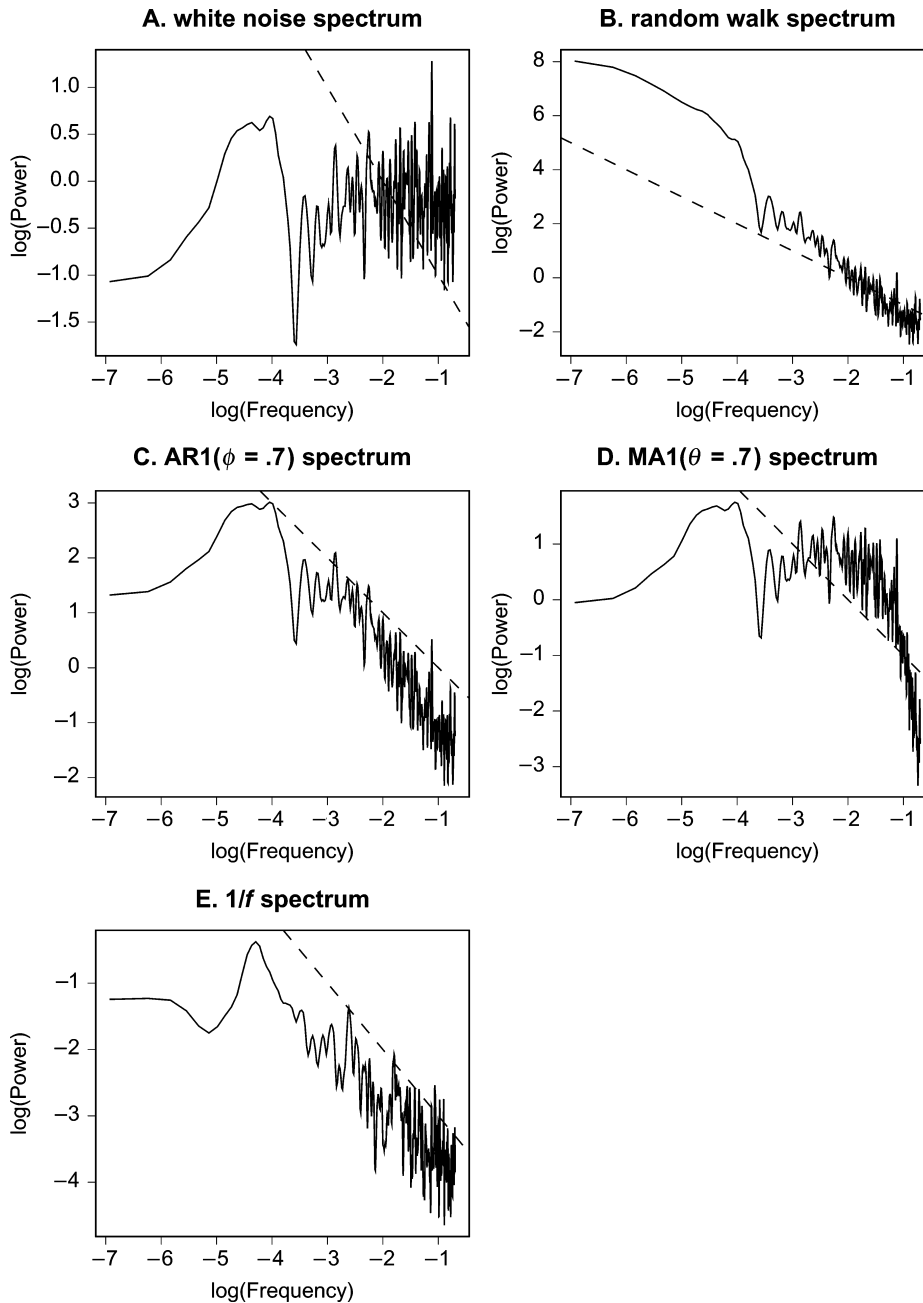 A. white noise spectrum
log(Power)
1.0
0.5
0.0
−0.5
−1.0
−1.5
−7 −6 −5 −4 −3 −2 −1
log(Frequency)
B. random walk spectrum
log(Power)
8
6
4
2
0
−2
−7 −6 −5 −4 −3 −2 −1
log(Frequency)
C. AR1(ϕ = .7) spectrum
log(Power)
3
2
1
0
−1
−2
−7 −6 −5 −4 −3 −2 −1
log(Frequency)
D. MA1(θ = .7) spectrum
log(Power)
1
0
−1
−2
−3
−7 −6 −5 −4 −3 −2 −1
log(Frequency)
E. 1/f spectrum
log(Power)
−1
−2
−3
−4
−7 −6 −5 −4 −3 −2 −1
log(Frequency)